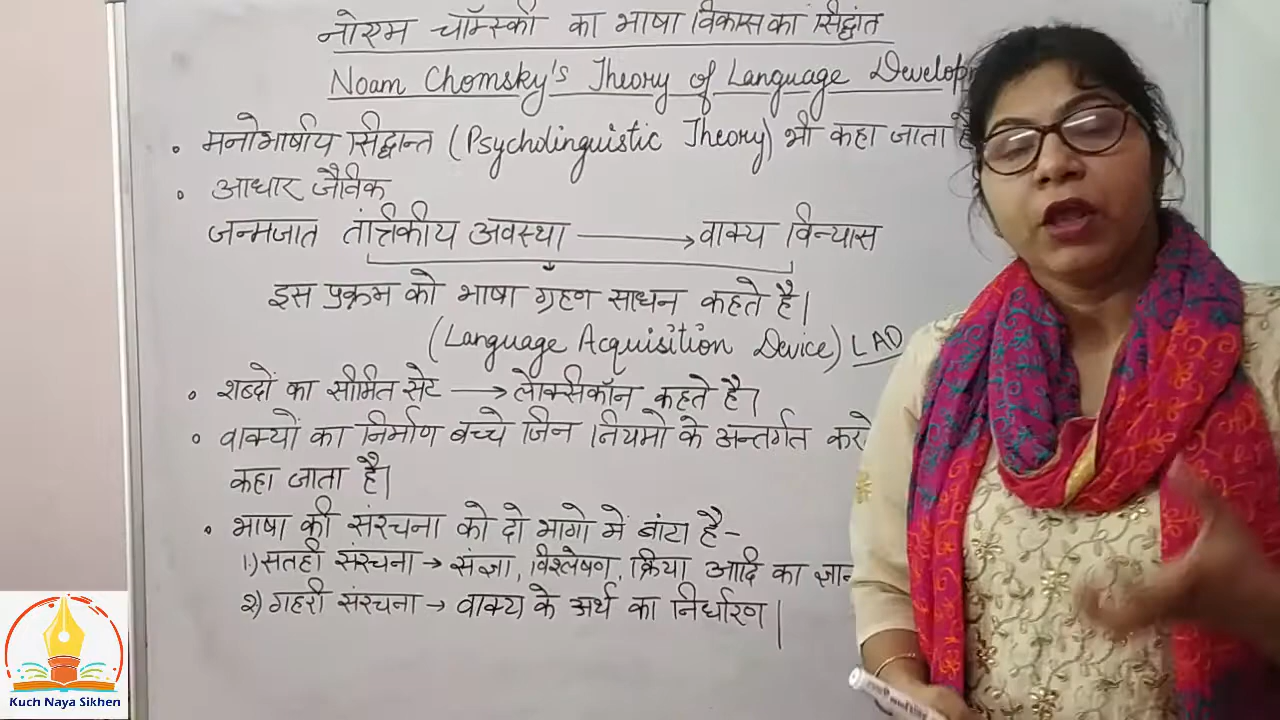 नोएम चॉम्स्की का भाषा विकास का सिद्धांत
Noam Chomsky's Theory of Language Develop
• मनोभाषीय सिद्धान्त (Psycholinguistic Theory) भी कहा जाता है
• आधार जैविक
जन्मजात तांत्रिकीय अवस्था → वाक्य विन्यास
इस प्रक्रम को भाषा ग्रहण साधन कहते है।
(Language Acquisition Device) LAD
• शब्दों का सीमित सेट → लैक्सीकॉन कहते है।
• वाक्यों का निर्माण बच्चे जिन नियमो के अन्तर्गत करते
कहा जाता है।
• भाषा की संरचना को दो भागो में बांटा है-
1.) सतही संरचना → संज्ञा, विश्लेषण, क्रिया आदि का ज्ञान
2) गहरी संरचना → वाक्य के अर्थ का निर्धारण |
Kuch Naya Sikhen